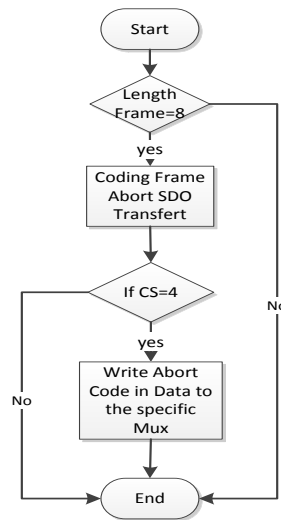 Start
Length
Frame=8
yes
Coding Frame
Abort SDO
Transfert
If CS=4
No
yes
Write Abort
Code in Data to
the specific
Mux
No
End